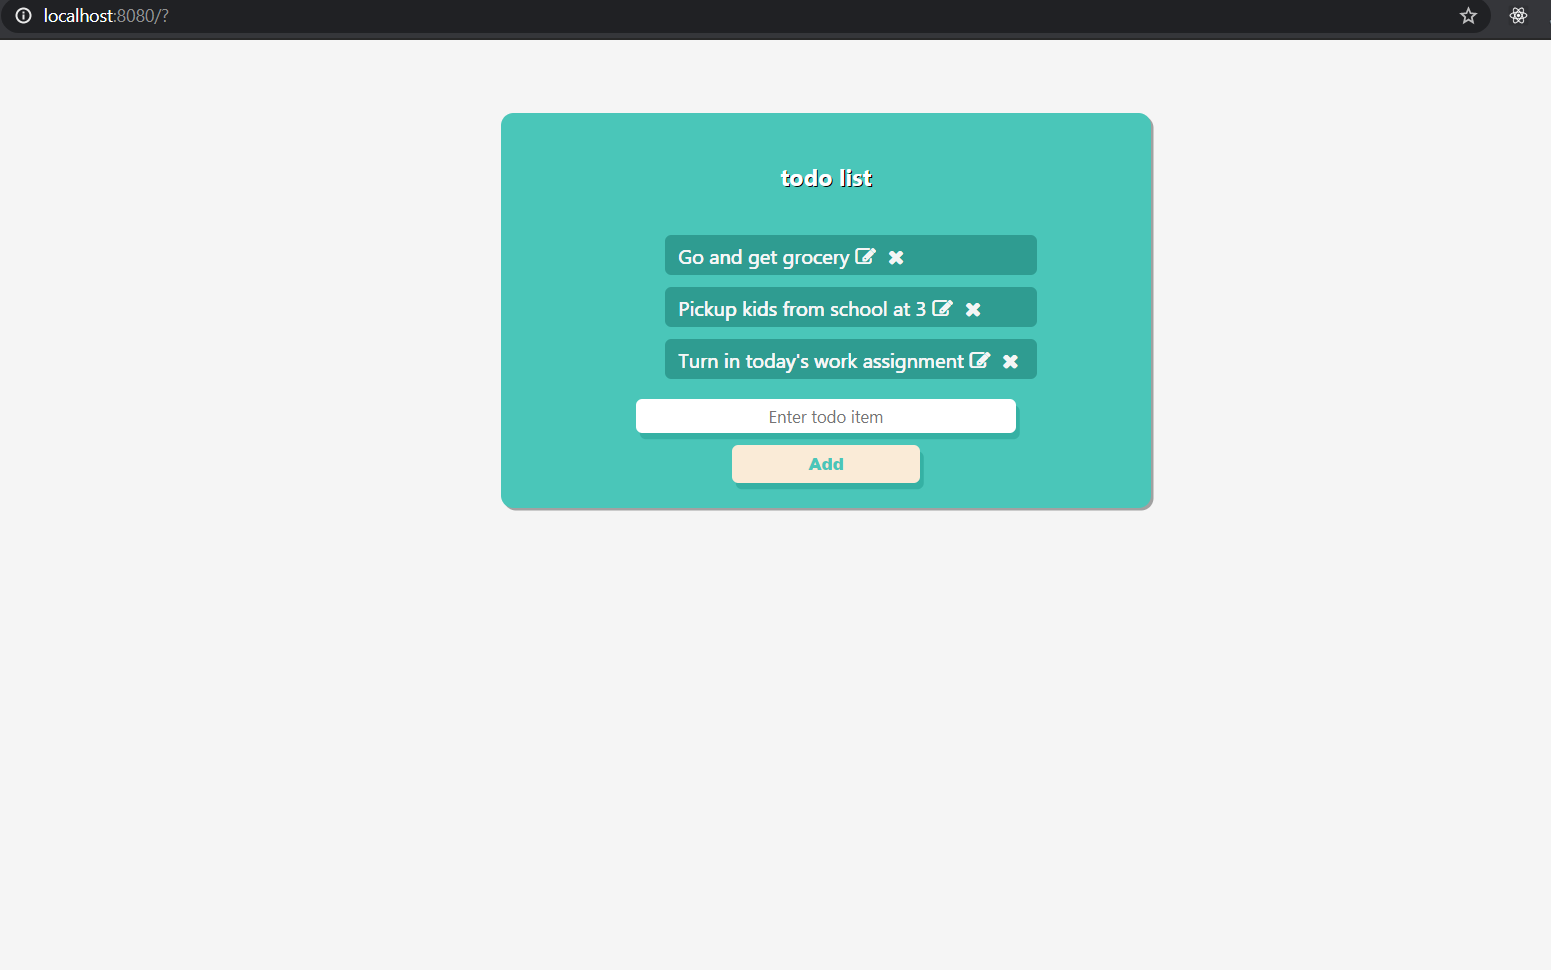 localhost:8080/?
todo list
Go and get grocery
Pickup kids from school at 3
Turn in today's work assignment
Enter todo item
Add